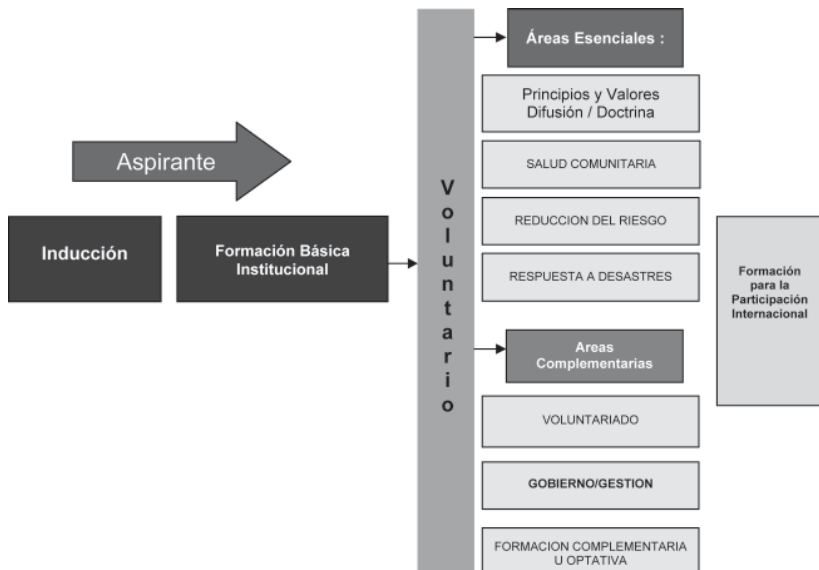 Aspirante
Inducción
Formación Básica
Institucional
Voluntario
Áreas Esenciales :
Principios y Valores
Difusión / Doctrina
SALUD COMUNITARIA
REDUCCION DEL RIESGO
RESPUESTA A DESASTRES
Areas
Complementarias
VOLUNTARIADO
GOBIERNO/GESTION
FORMACION COMPLEMENTARIA
U OPTATIVA
Formación
para la
Participación
Internacional